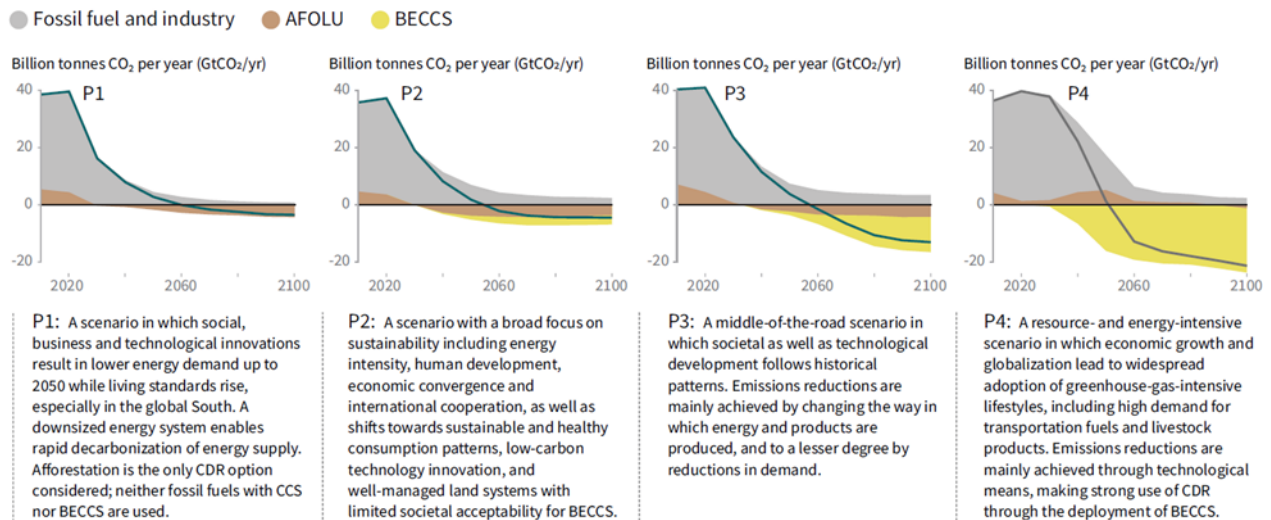 Fossil fuel and industry AFOLU BECCS
Billion tonnes CO₂ per year (GtCO₂/yr)
P1
40
20
0
-20
2020 2060 2100
Billion tonnes CO₂ per year (GtCO₂/yr)
P2
40
20
0
-20
2020 2060 2100
Billion tonnes CO₂ per year (GtCO₂/yr)
P3
40
20
0
-20
2020 2060 2100
Billion tonnes CO₂ per year (GtCO₂/yr)
P4
40
20
0
-20
2020 2060 2100
P1: A scenario in which social,
business and technological innovations
result in lower energy demand up to
2050 while living standards rise,
especially in the global South. A
downsized energy system enables
rapid decarbonization of energy supply.
Afforestation is the only CDR option
considered; neither fossil fuels with CCS
nor BECCS are used.
P2: A scenario with a broad focus on
sustainability including energy
intensity, human development,
economic convergence and
international cooperation, as well as
shifts towards sustainable and healthy
consumption patterns, low-carbon
technology innovation, and
well-managed land systems with
limited societal acceptability for BECCS.
P3: A middle-of-the-road scenario in
which societal as well as technological
development follows historical
patterns. Emissions reductions are
mainly achieved by changing the way in
which energy and products are
produced, and to a lesser degree by
reductions in demand.
P4: A resource- and energy-intensive
scenario in which economic growth and
globalization lead to widespread
adoption of greenhouse-gas-intensive
lifestyles, including high demand for
transportation fuels and livestock
products. Emissions reductions are
mainly achieved through technological
means, making strong use of CDR
through the deployment of BECCS.